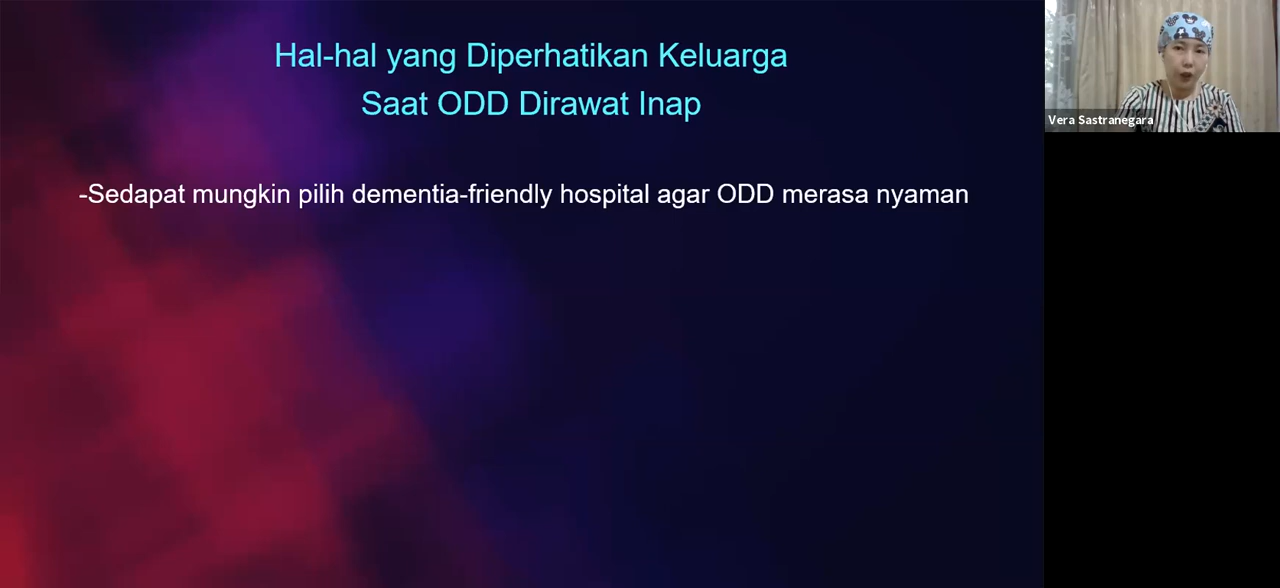 Hal-hal yang Diperhatikan Keluarga
Saat ODD Dirawat Inap
-Sedapat mungkin pilih dementia-friendly hospital agar ODD merasa nyaman
Vera Sastranegara